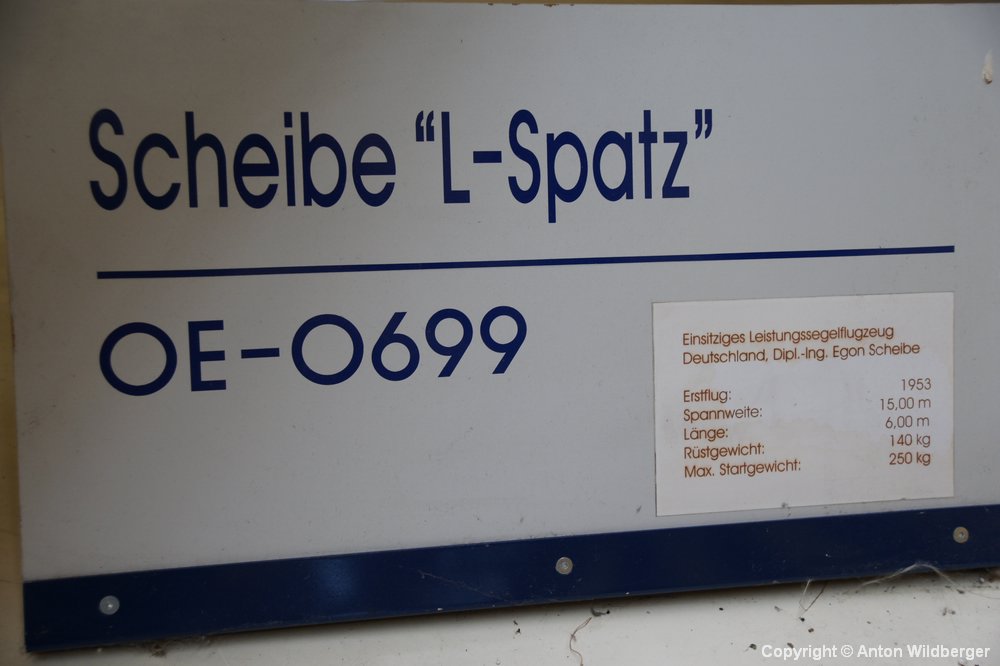 Scheibe "L-Spatz"
OE-0699
Einsitziges Leistungssegelflugzeug
Deutschland, Dipl.-Ing. Egon Scheibe
Erstflug: 1953
Spannweite: 15,00 m
Länge: 6,00 m
Rüstgewicht: 140 kg
Max. Startgewicht: 250 kg
Copyright © Anton Wildberger